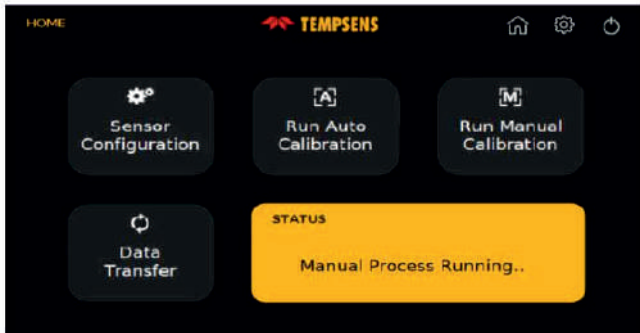 HOME
TEMPSENS
[A]
[M]
Sensor
Configuration
Run Auto
Calibration
Run Manual
Calibration
Data
Transfer
STATUS
Manual Process Running..